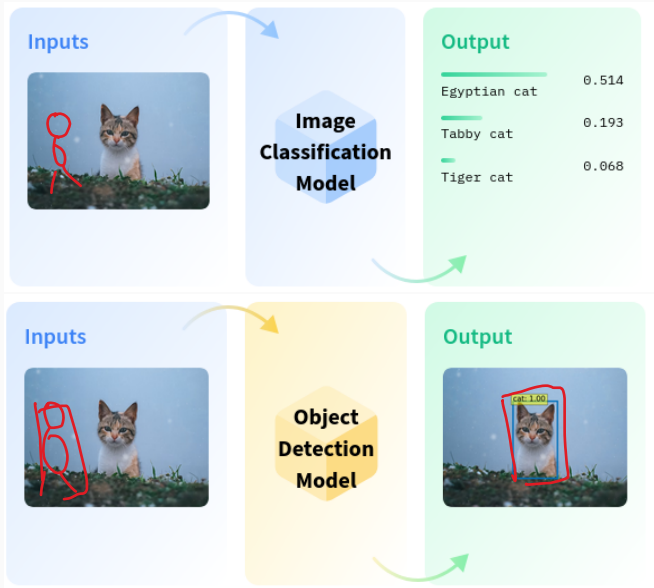 Inputs
Image
Classification
Model
Output
Egyptian cat 0.514
Tabby cat 0.193
Tiger cat 0.068
Inputs
Object
Detection
Model
Output
cat: 1.00